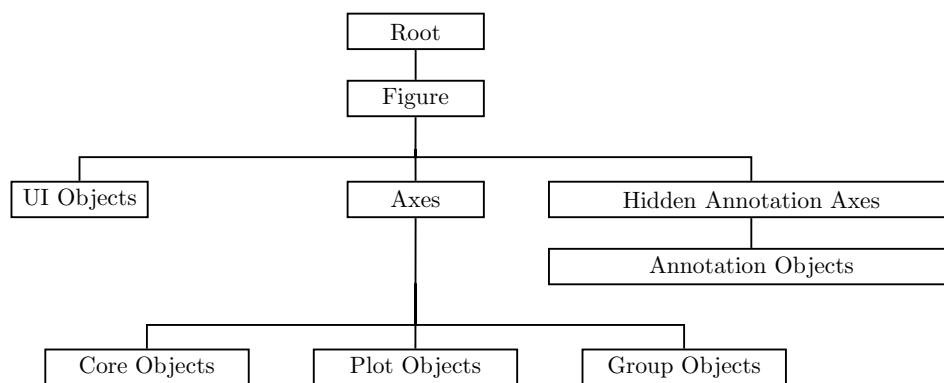 Root
Figure
UI Objects
Axes
Hidden Annotation Axes
Annotation Objects
Core Objects
Plot Objects
Group Objects